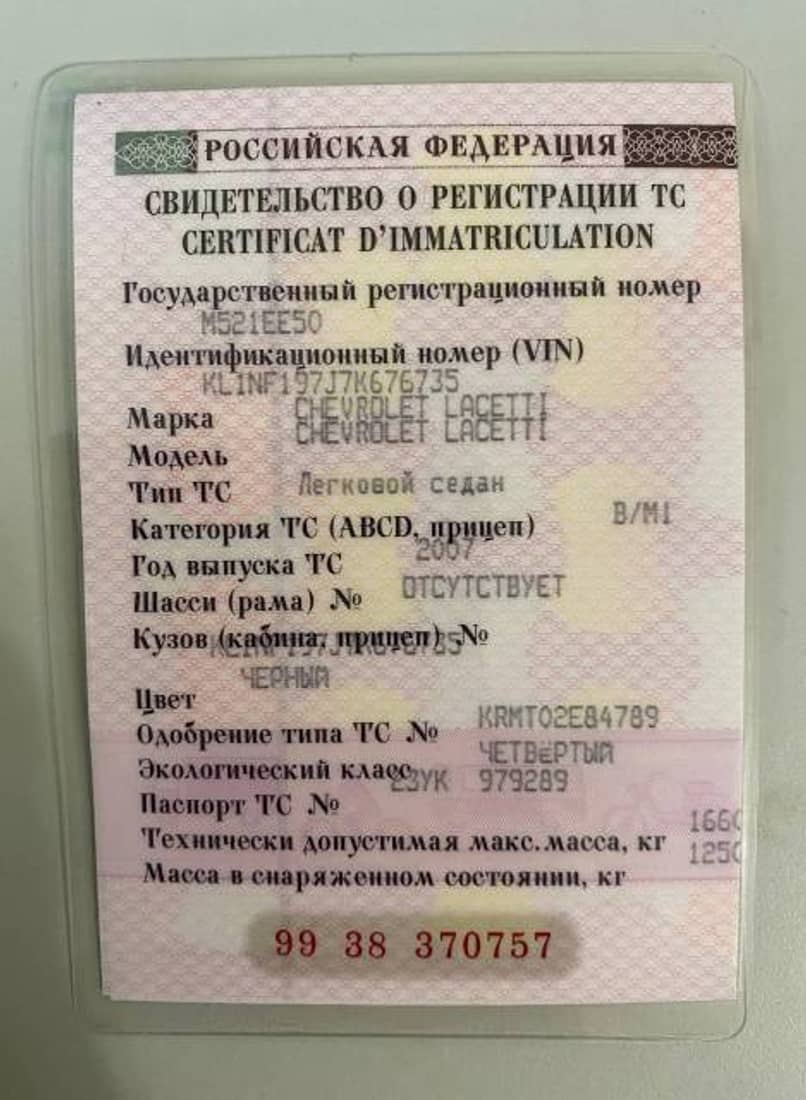 РОССИЙСКАЯ ФЕДЕРАЦИЯ
СВИДЕТЕЛЬСТВО О РЕГИСТРАЦИИ ТС
CERTIFICAT D'IMMATRICULATION
Государственный регистрационный номер
М521ЕЕ50
Идентификационный номер (VIN)
KL1NF197J7K676735
Марка CHEVROLET LACETTI
Модель CHEVROLET LACETTI
Тип ТС Легковой седан
Категория ТС (ABCD, прицеп) B/M1
Год выпуска ТС 2007
Шасси (рама) № ОТСУТСТВУЕТ
Кузов (кабина, прицеп) №
Цвет ЧЕРНЫЙ
Одобрение типа ТС № KRMT02E84789
Экологический класс ЧЕТВЕРТЫЙ
Паспорт ТС № 979289
Технически допустимая макс.масса, кг 1660
Масса в снаряженном состоянии, кг 1250
99 38 370757